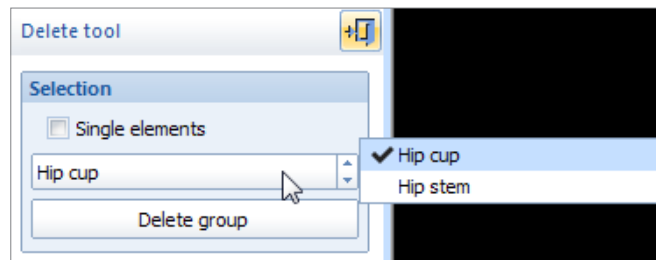 Delete tool
Selection
Single elements
Hip cup
Hip cup
Hip stem
Delete group